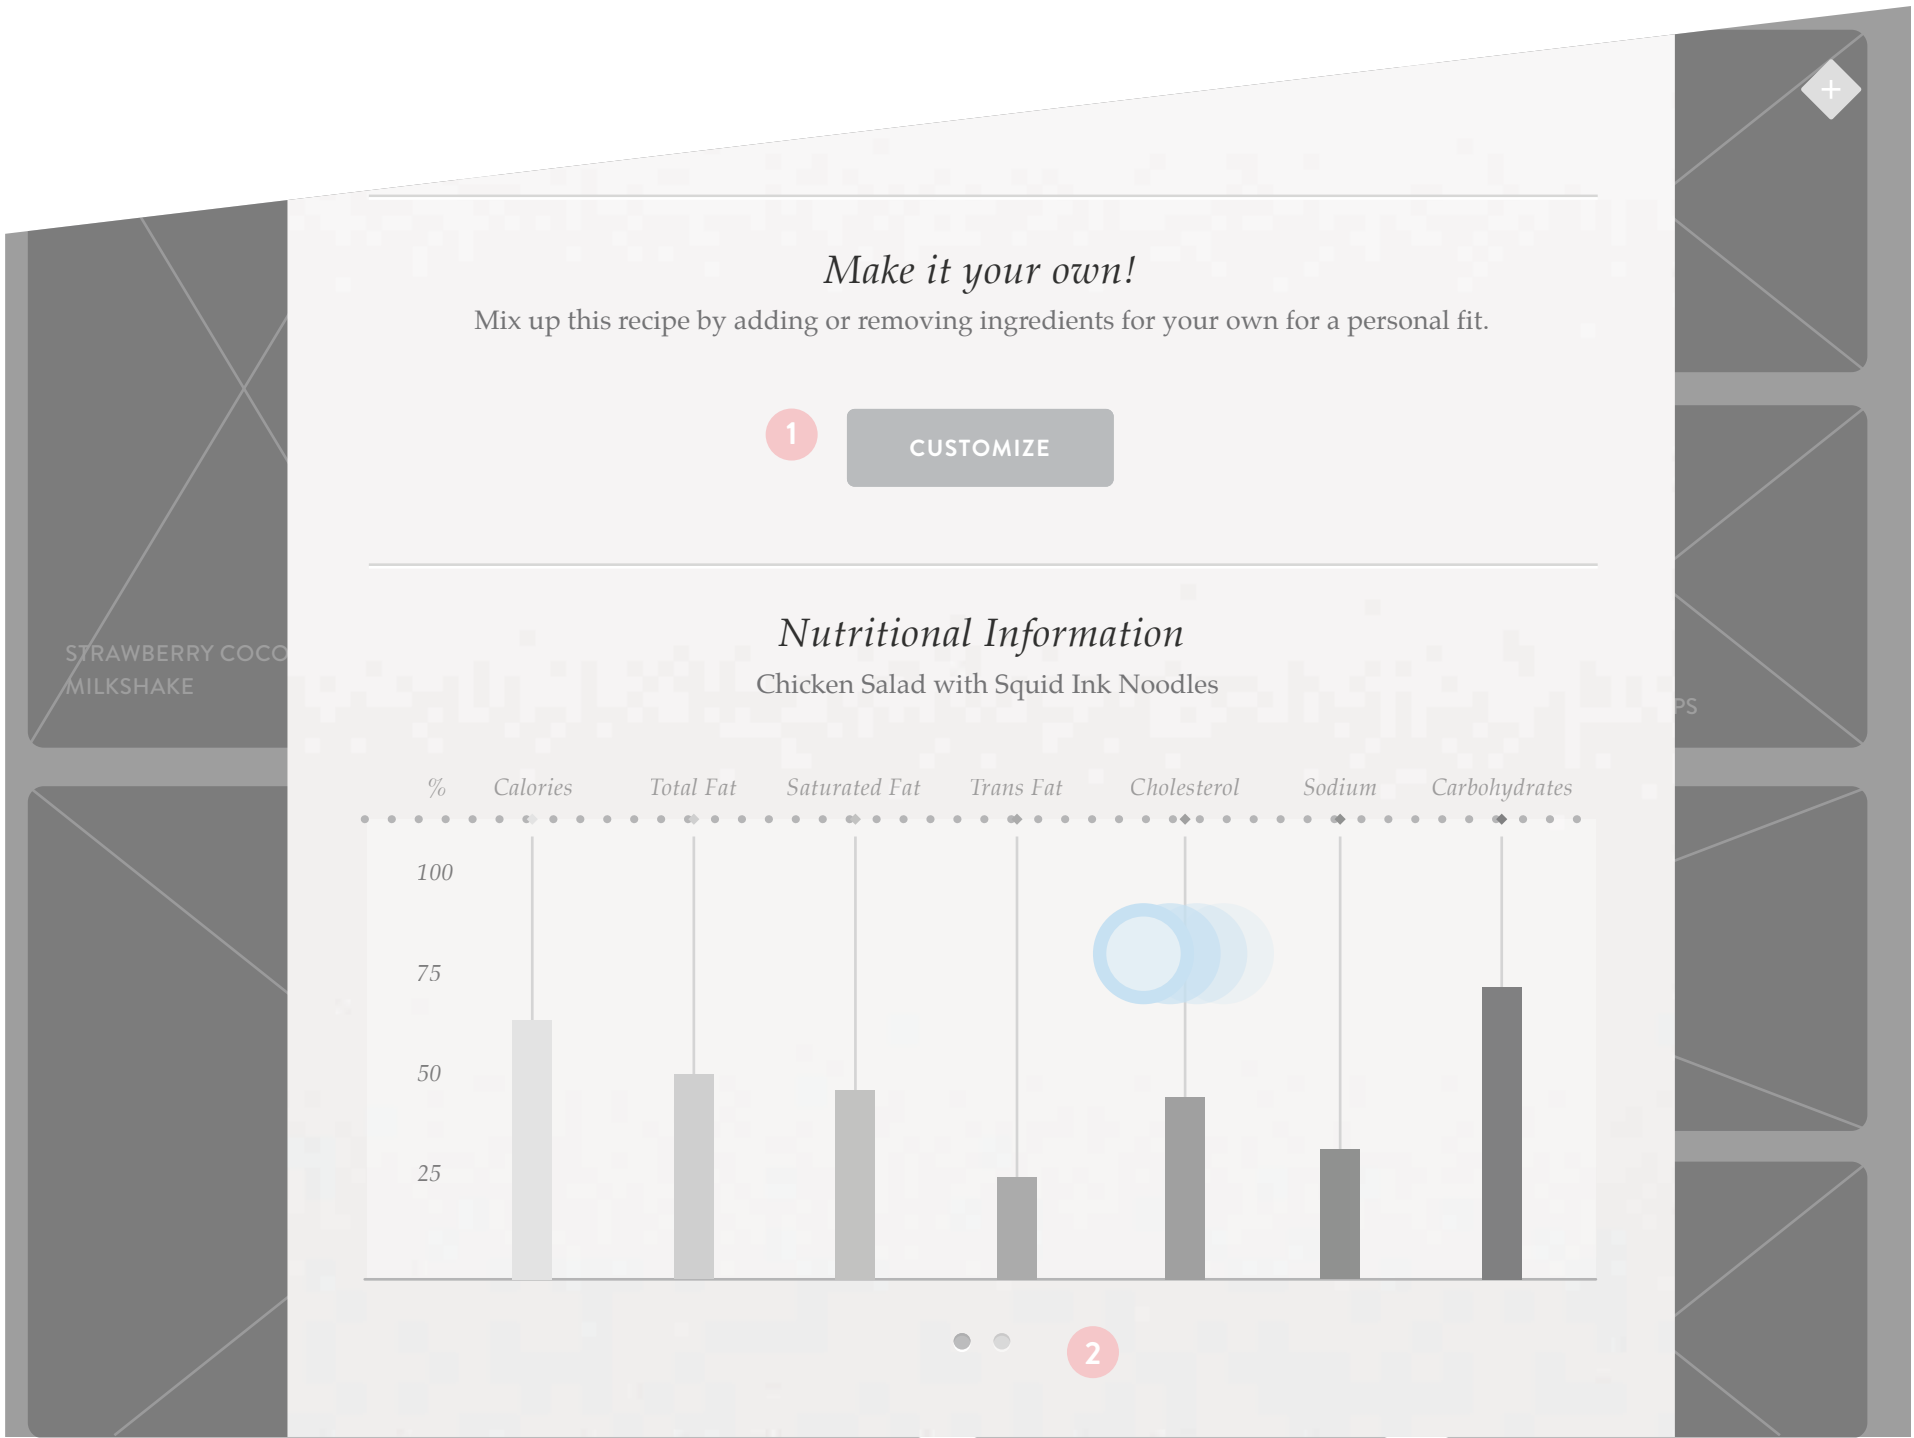 +
Make it your own!
Mix up this recipe by adding or removing ingredients for your own for a personal fit.
1
CUSTOMIZE
STRAWBERRY COCO
MILKSHAKE
Nutritional Information
Chicken Salad with Squid Ink Noodles
PS
% Calories Total Fat Saturated Fat Trans Fat Cholesterol Sodium Carbohydrates
100
75
50
25
2